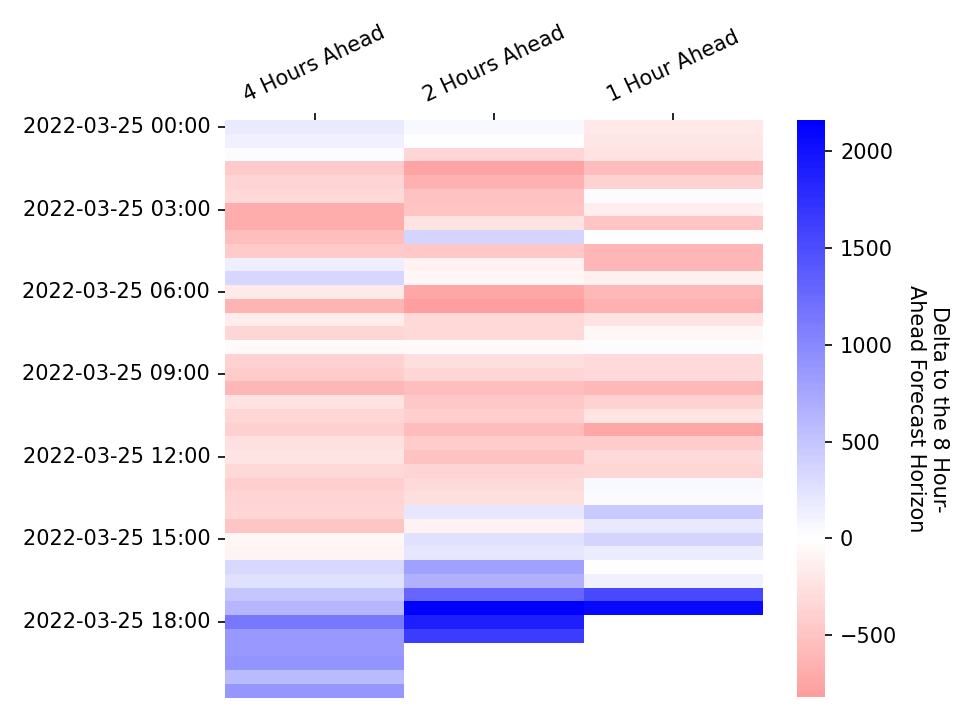 4 Hours Ahead
2 Hours Ahead
1 Hour Ahead
2022-03-25 00:00
2022-03-25 03:00
2022-03-25 06:00
2022-03-25 09:00
2022-03-25 12:00
2022-03-25 15:00
2022-03-25 18:00
2000
1500
1000
500
0
−500
Delta to the 8 Hour-
Ahead Forecast Horizon